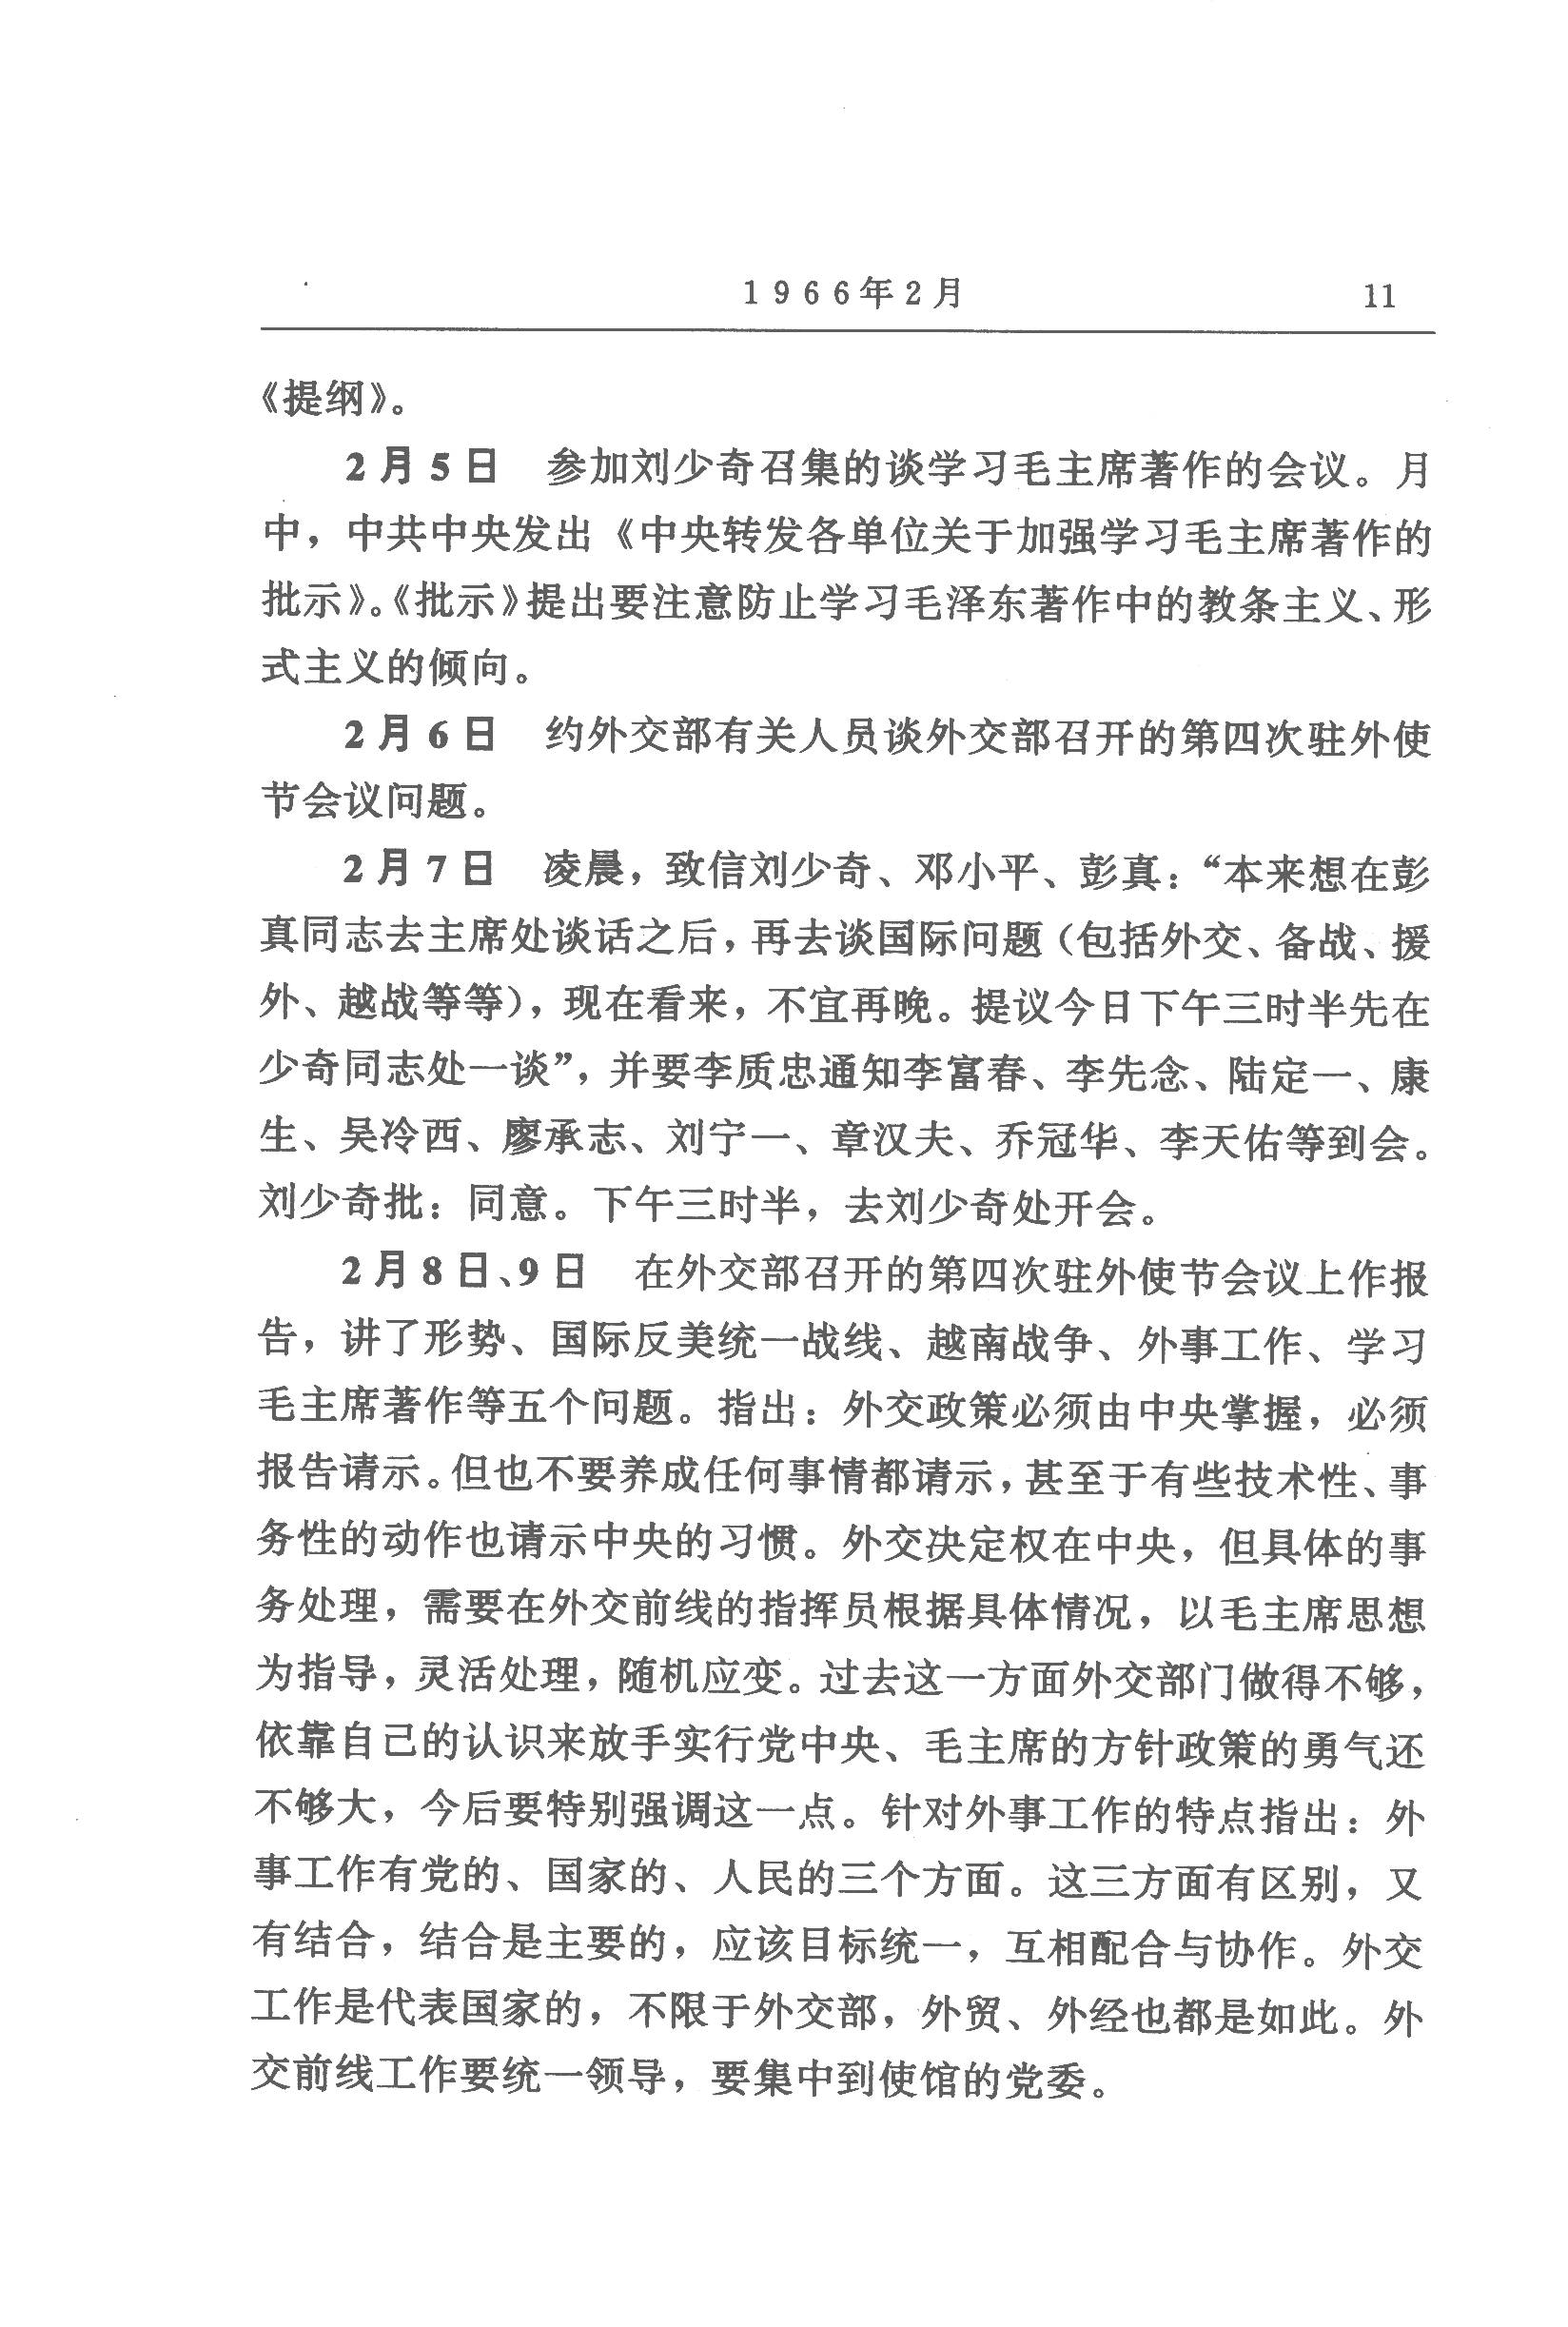 1966年2月 11
《提纲》。
2月5日 参加刘少奇召集的谈学习毛主席著作的会议。月
中，中共中央发出《中央转发各单位关于加强学习毛主席著作的
批示》。《批示》提出要注意防止学习毛泽东著作中的教条主义、形
式主义的倾向。
2月6日 约外交部有关人员谈外交部召开的第四次驻外使
节会议问题。
2月7日 凌晨，致信刘少奇、邓小平、彭真：“本来想在彭
真同志去主席处谈话之后，再去谈国际问题（包括外交、备战、援
外、越战等等），现在看来，不宜再晚。提议今日下午三时半先在
少奇同志处一谈”，并要李质忠通知李富春、李先念、陆定一、康
生、吴冷西、廖承志、刘宁一、章汉夫、乔冠华、李天佑等到会。
刘少奇批：同意。下午三时半，去刘少奇处开会。
2月8日、9日 在外交部召开的第四次驻外使节会议上作报
告，讲了形势、国际反美统一战线、越南战争、外事工作、学习
毛主席著作等五个问题。指出：外交政策必须由中央掌握，必须
报告请示。但也不要养成任何事情都请示，甚至于有些技术性、事
务性的动作也请示中央的习惯。外交决定权在中央，但具体的事
务处理，需要在外交前线的指挥员根据具体情况，以毛主席思想
为指导，灵活处理，随机应变。过去这一方面外交部门做得不够，
依靠自己的认识来放手实行党中央、毛主席的方针政策的勇气还
不够大，今后要特别强调这一点。针对外事工作的特点指出：外
事工作有党的、国家的、人民的三个方面。这三方面有区别，又
有结合，结合是主要的，应该目标统一，互相配合与协作。外交
工作是代表国家的，不限于外交部，外贸、外经也都是如此。外
交前线工作要统一领导，要集中到使馆的党委。